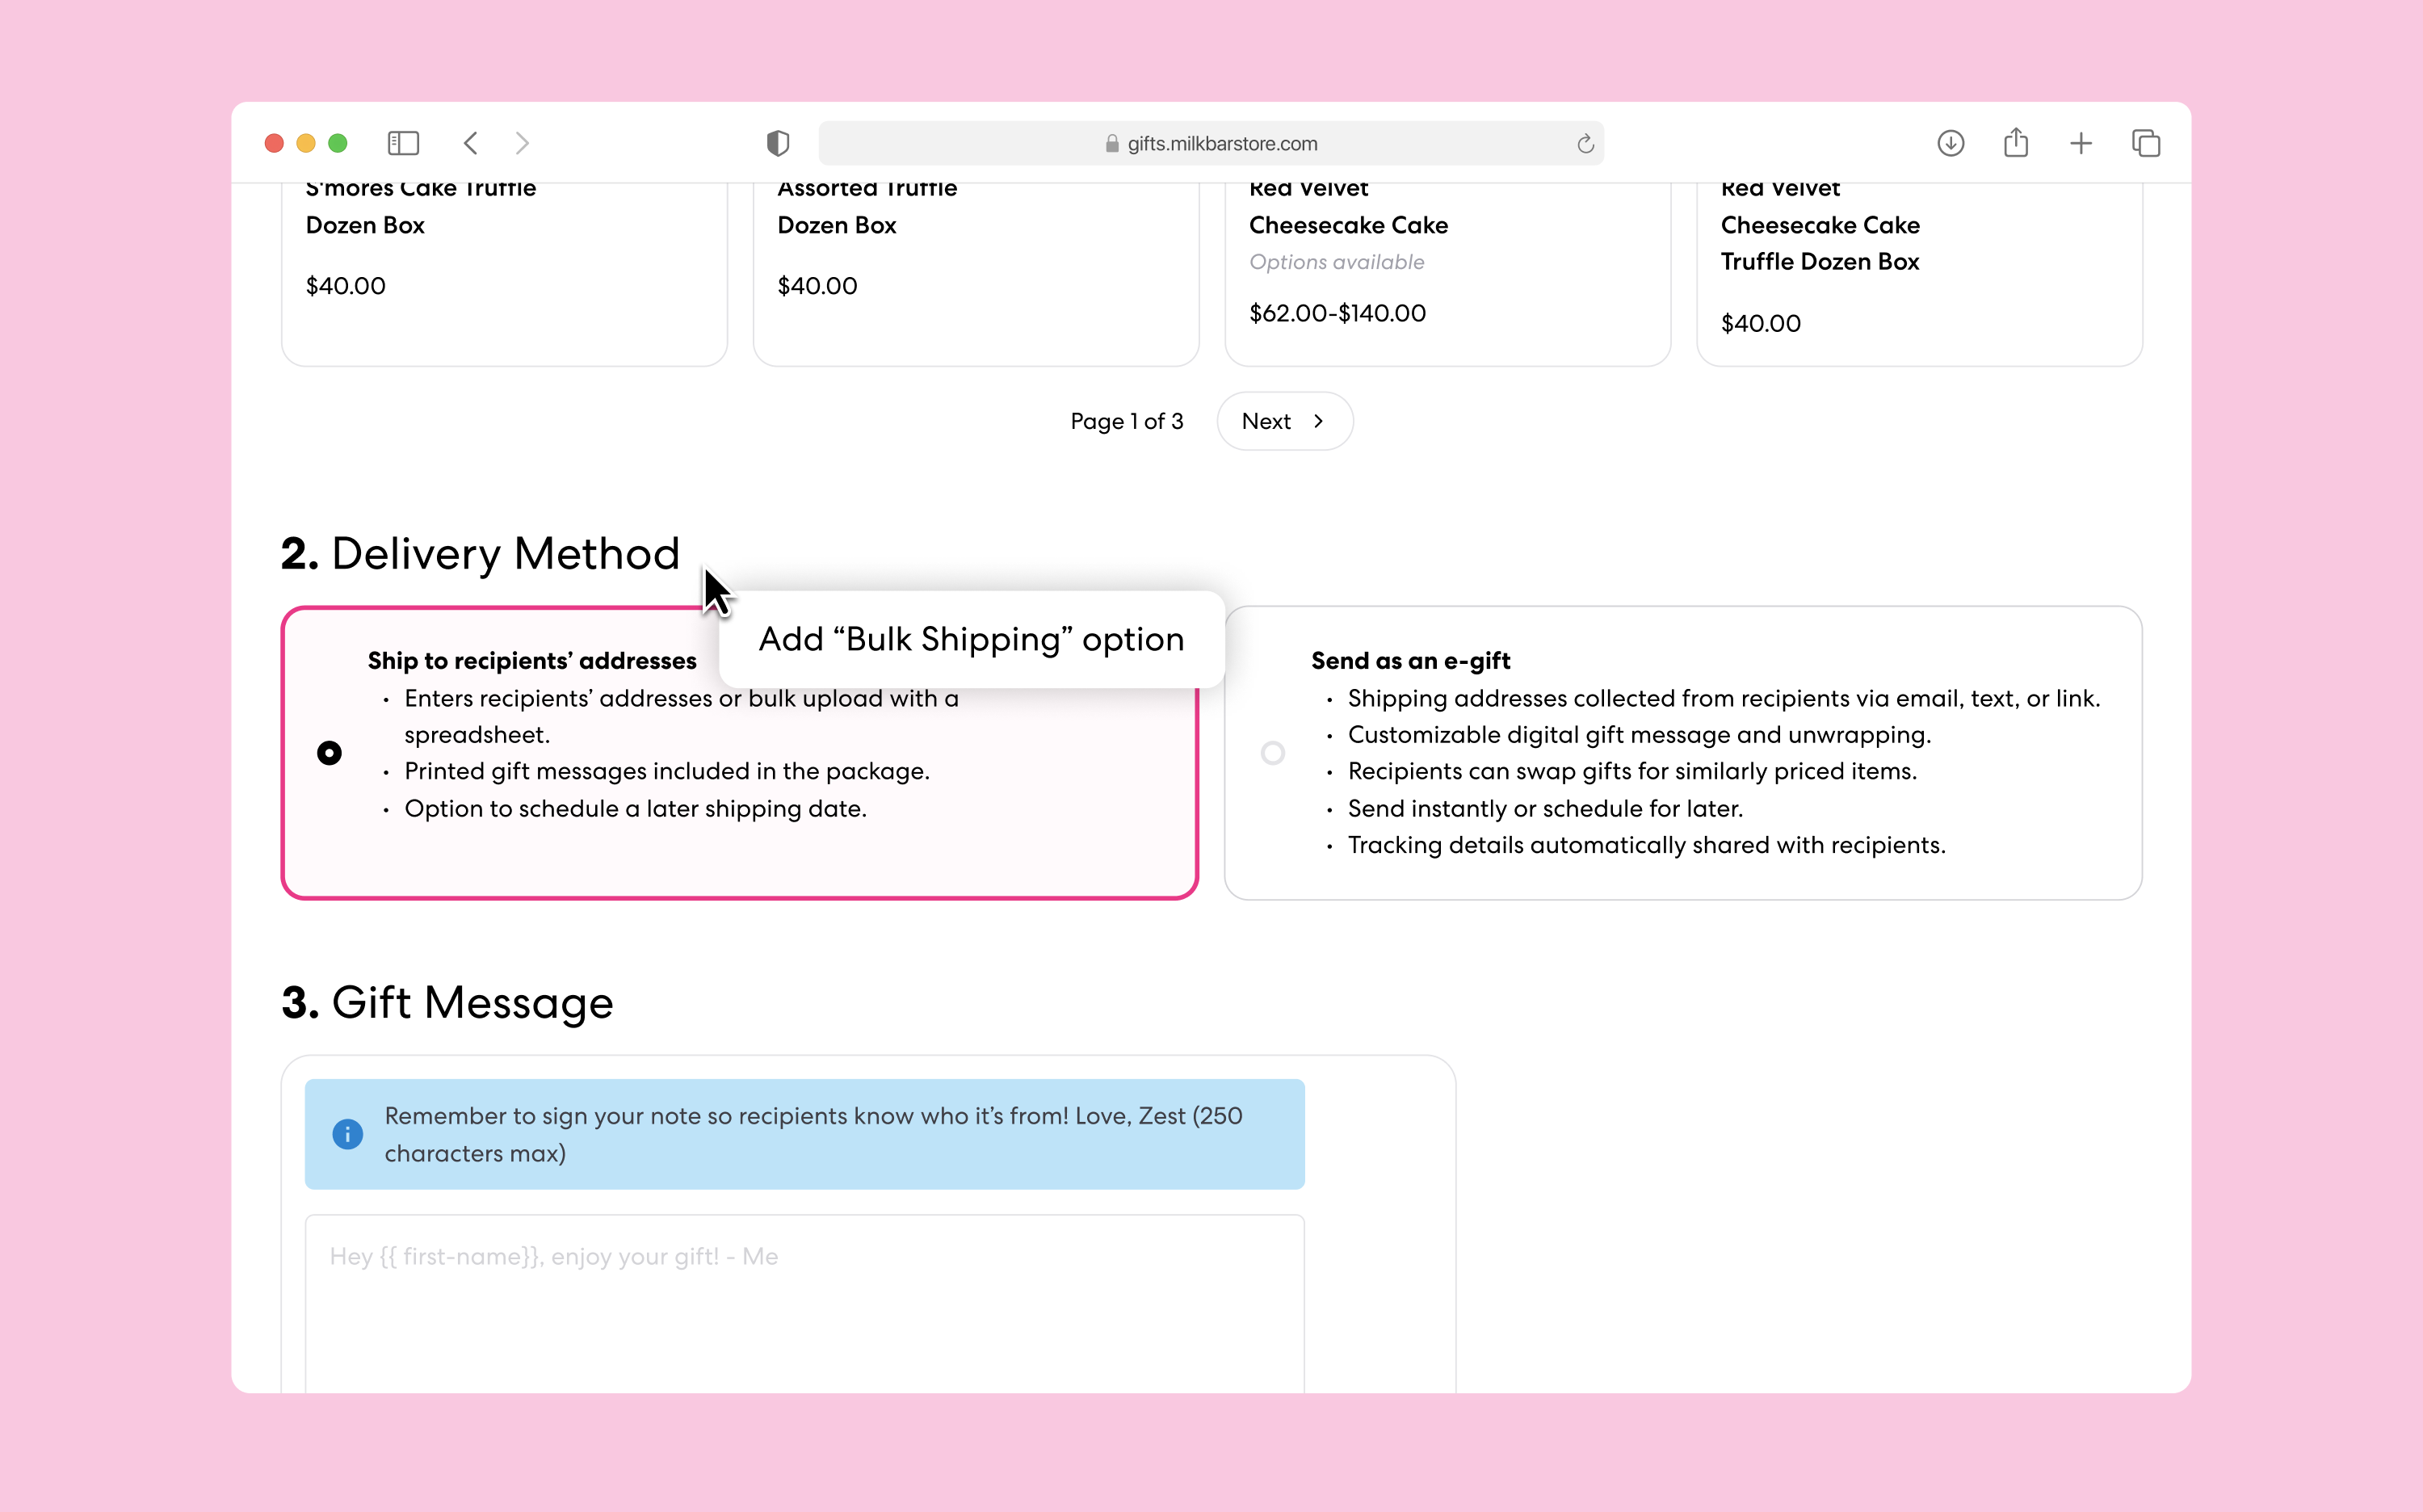 gifts.milkbarstore.com
S'mores Cake Truffle
Dozen Box
$40.00
Assorted Truffle
Dozen Box
$40.00
Red Velvet
Cheesecake Cake
Options available
$62.00-$140.00
Red Velvet
Cheesecake Cake
Truffle Dozen Box
$40.00
Page 1 of 3
Next
2. Delivery Method
Add “Bulk Shipping” option
Ship to recipients’ addresses
• Enters recipients’ addresses or bulk upload with a
spreadsheet.
• Printed gift messages included in the package.
• Option to schedule a later shipping date.
Send as an e-gift
• Shipping addresses collected from recipients via email, text, or link.
• Customizable digital gift message and unwrapping.
• Recipients can swap gifts for similarly priced items.
• Send instantly or schedule for later.
• Tracking details automatically shared with recipients.
3. Gift Message
Remember to sign your note so recipients know who it’s from! Love, Zest (250
characters max)
Hey {{ first-name}}, enjoy your gift! - Me